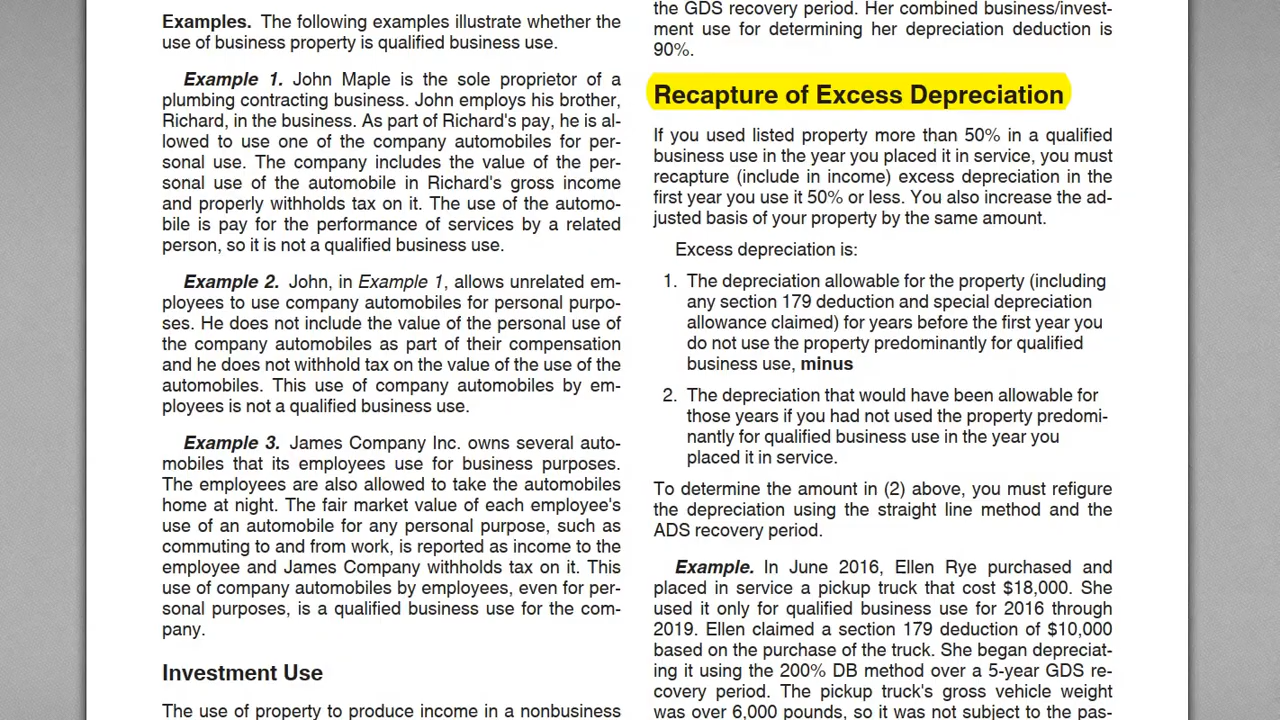 Examples. The following examples illustrate whether the
use of business property is qualified business use.
Example 1. John Maple is the sole proprietor of a
plumbing contracting business. John employs his brother,
Richard, in the business. As part of Richard's pay, he is al-
lowed to use one of the company automobiles for per-
sonal use. The company includes the value of the per-
sonal use of the automobile in Richard's gross income
and properly withholds tax on it. The use of the automo-
bile is pay for the performance of services by a related
person, so it is not a qualified business use.
Example 2. John, in Example 1, allows unrelated em-
ployees to use company automobiles for personal purpo-
ses. He does not include the value of the personal use of
the company automobiles as part of their compensation
and he does not withhold tax on the value of the use of the
automobiles. This use of company automobiles by em-
ployees is not a qualified business use.
Example 3. James Company Inc. owns several auto-
mobiles that its employees use for business purposes.
The employees are also allowed to take the automobiles
home at night. The fair market value of each employee's
use of an automobile for any personal purpose, such as
commuting to and from work, is reported as income to the
employee and James Company withholds tax on it. This
use of company automobiles by employees, even for per-
sonal purposes, is a qualified business use for the com-
pany.
Investment Use
The use of property to produce income in a nonbusiness
the GDS recovery period. Her combined business/invest-
ment use for determining her depreciation deduction is
90%.
Recapture of Excess Depreciation
If you used listed property more than 50% in a qualified
business use in the year you placed it in service, you must
recapture (include in income) excess depreciation in the
first year you use it 50% or less. You also increase the ad-
justed basis of your property by the same amount.
Excess depreciation is:
1. The depreciation allowable for the property (including
any section 179 deduction and special depreciation
allowance claimed) for years before the first year you
do not use the property predominantly for qualified
business use, minus
2. The depreciation that would have been allowable for
those years if you had not used the property predomi-
nantly for qualified business use in the year you
placed it in service.
To determine the amount in (2) above, you must refigure
the depreciation using the straight line method and the
ADS recovery period.
Example. In June 2016, Ellen Rye purchased and
placed in service a pickup truck that cost $18,000. She
used it only for qualified business use for 2016 through
2019. Ellen claimed a section 179 deduction of $10,000
based on the purchase of the truck. She began depreciat-
ing it using the 200% DB method over a 5-year GDS re-
covery period. The pickup truck's gross vehicle weight
was over 6,000 pounds, so it was not subject to the pas-